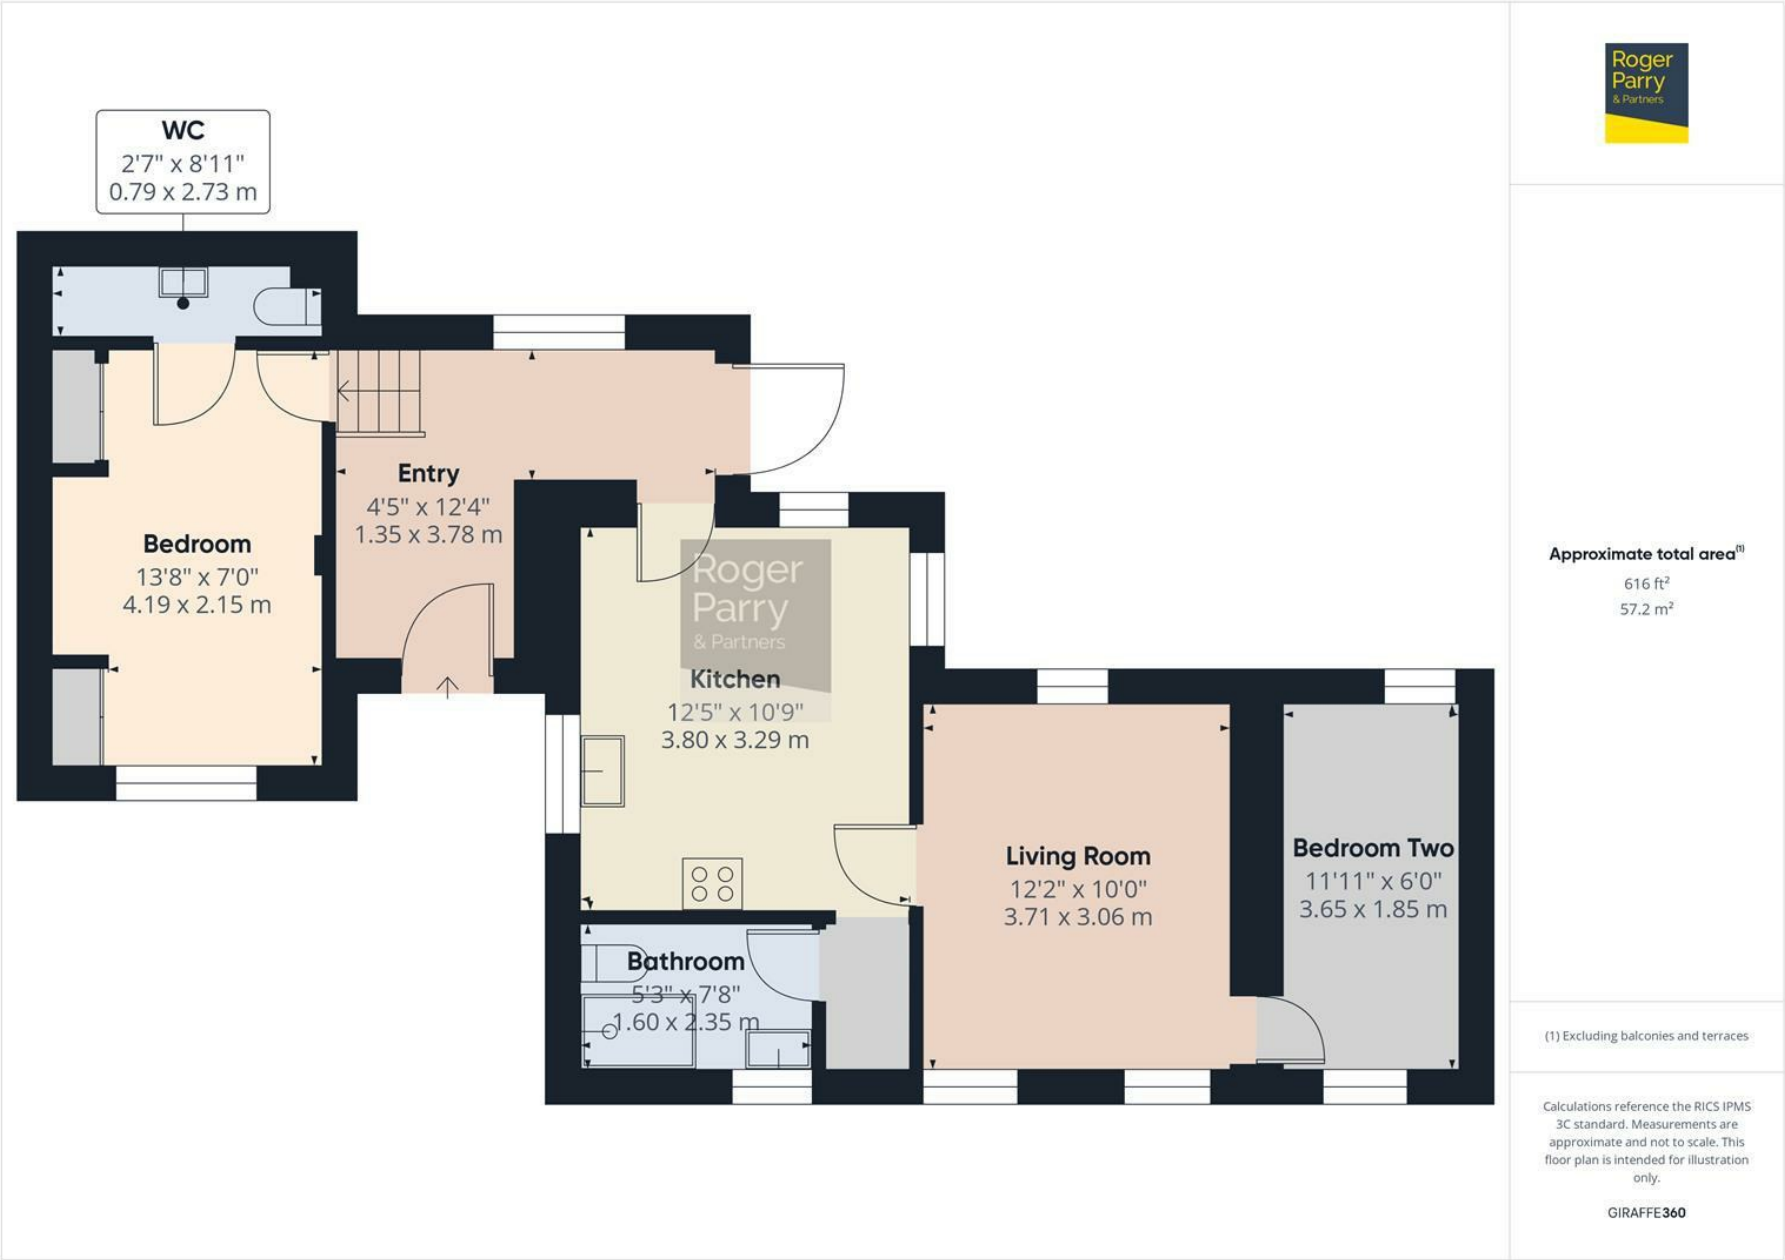 WC
2'7" x 8'11"
0.79 x 2.73 m
Entry
4'5" x 12'4"
1.35 x 3.78 m
Bedroom
13'8" x 7'0"
4.19 x 2.15 m
Roger
Parry
& Partners
Kitchen
12'5" x 10'9"
3.80 x 3.29 m
Living Room
12'2" x 10'0"
3.71 x 3.06 m
Bedroom Two
11'11" x 6'0"
3.65 x 1.85 m
Bathroom
5'3" x 7'8"
1.60 x 2.35 m
Roger
Parry
& Partners
Approximate total area(1)
616 ft²
57.2 m²
(1) Excluding balconies and terraces
Calculations reference the RICS IPMS
3C standard. Measurements are
approximate and not to scale. This
floor plan is intended for illustration
only.
GIRAFFE360